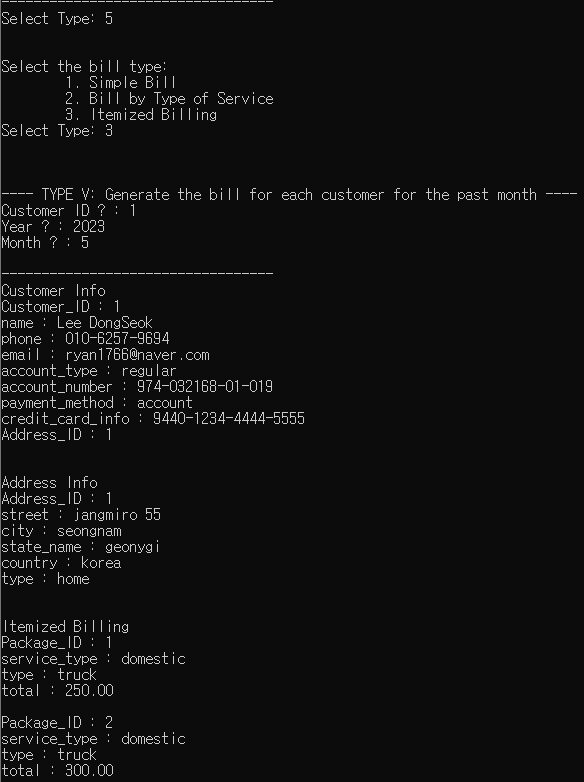 ---------------------------------
Select Type: 5
Select the bill type:
1. Simple Bill
2. Bill by Type of Service
3. Itemized Billing
Select Type: 3
---- TYPE V: Generate the bill for each customer for the past month ----
Customer ID ? : 1
Year ? : 2023
Month ? : 5
---------------------------------
Customer Info
Customer_ID : 1
name : Lee DongSeok
phone : 010-6257-9694
email : ryan1766@naver.com
account_type : regular
account_number : 974-032168-01-019
payment_method : account
credit_card_info : 9440-1234-4444-5555
Address_ID : 1
Address Info
Address_ID : 1
street : jangmiro 55
city : seongnam
state_name : geonygi
country : korea
type : home
Itemized Billing
Package_ID : 1
service_type : domestic
type : truck
total : 250.00
Package_ID : 2
service_type : domestic
type : truck
total : 300.00